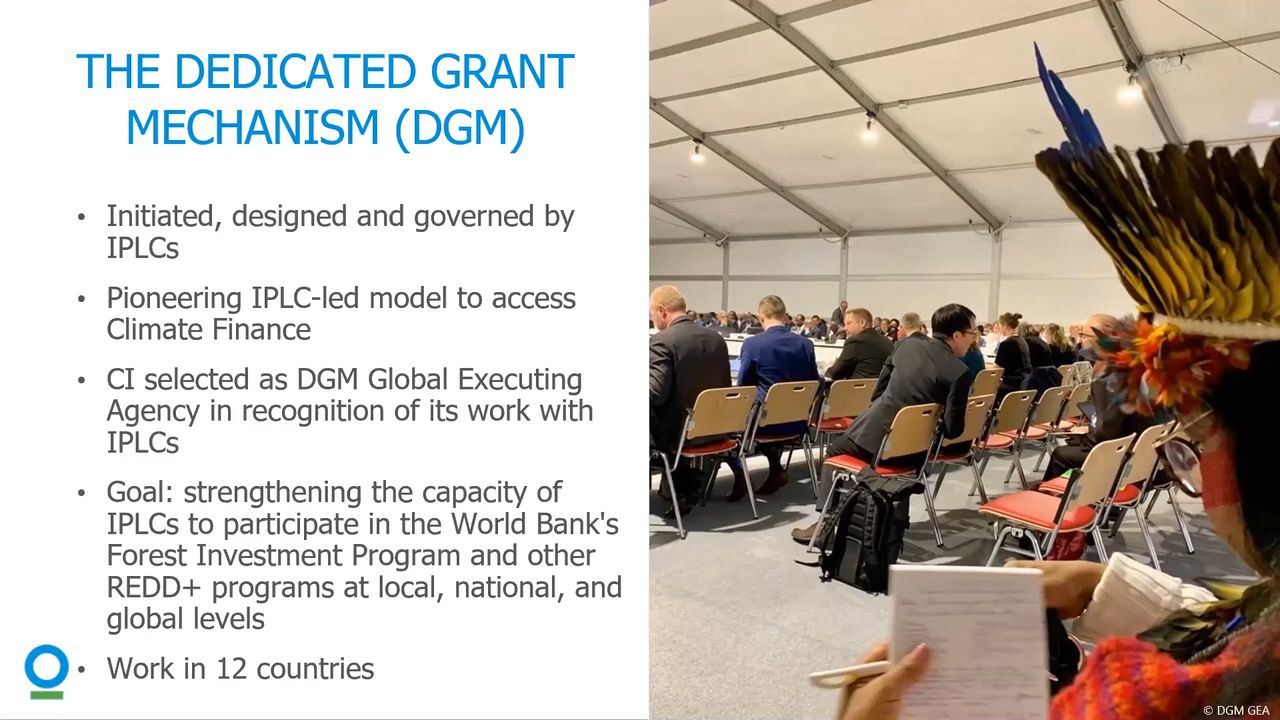 THE DEDICATED GRANT
MECHANISM (DGM)
• Initiated, designed and governed by
IPLCs
• Pioneering IPLC-led model to access
Climate Finance
• CI selected as DGM Global Executing
Agency in recognition of its work with
IPLCs
• Goal: strengthening the capacity of
IPLCs to participate in the World Bank's
Forest Investment Program and other
REDD+ programs at local, national, and
global levels
• Work in 12 countries
© DGM GEA